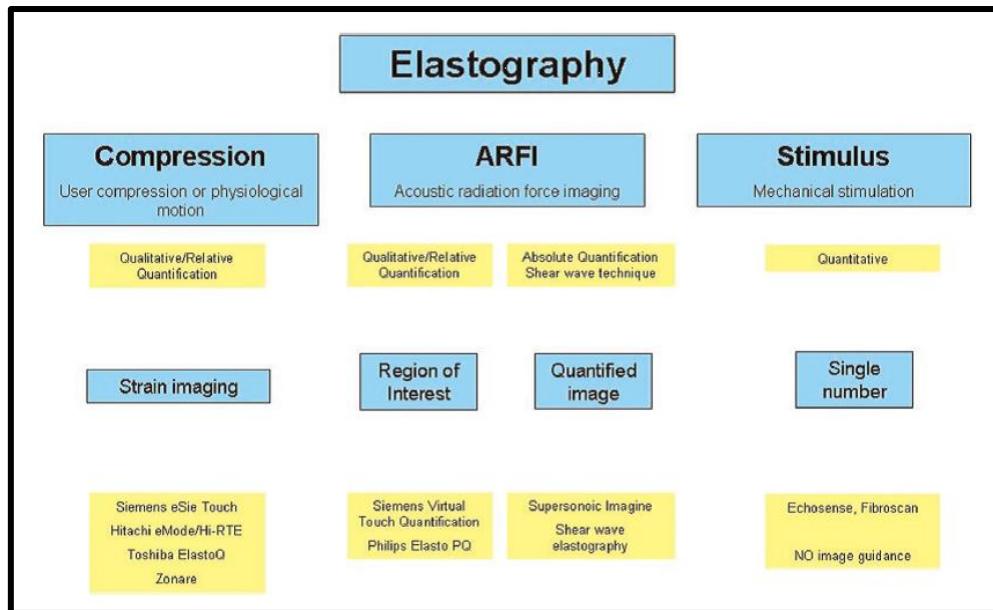 Elastography
Compression
User compression or physiological
motion
ARFI
Acoustic radiation force imaging
Stimulus
Mechanical stimulation
Qualitative/Relative
Quantification
Qualitative/Relative
Quantification
Absolute Quantification
Shear wave technique
Quantitative
Strain imaging
Region of
Interest
Quantified
image
Single
number
Siemens eSie Touch
Hitachi eMode/Hi-RTE
Toshiba ElastoQ
Zonare
Siemens Virtual
Touch Quantification
Philips Elasto PQ
Supersonoic Imagine
Shear wave
elastography
Echosense, Fibroscan
NO image guidance